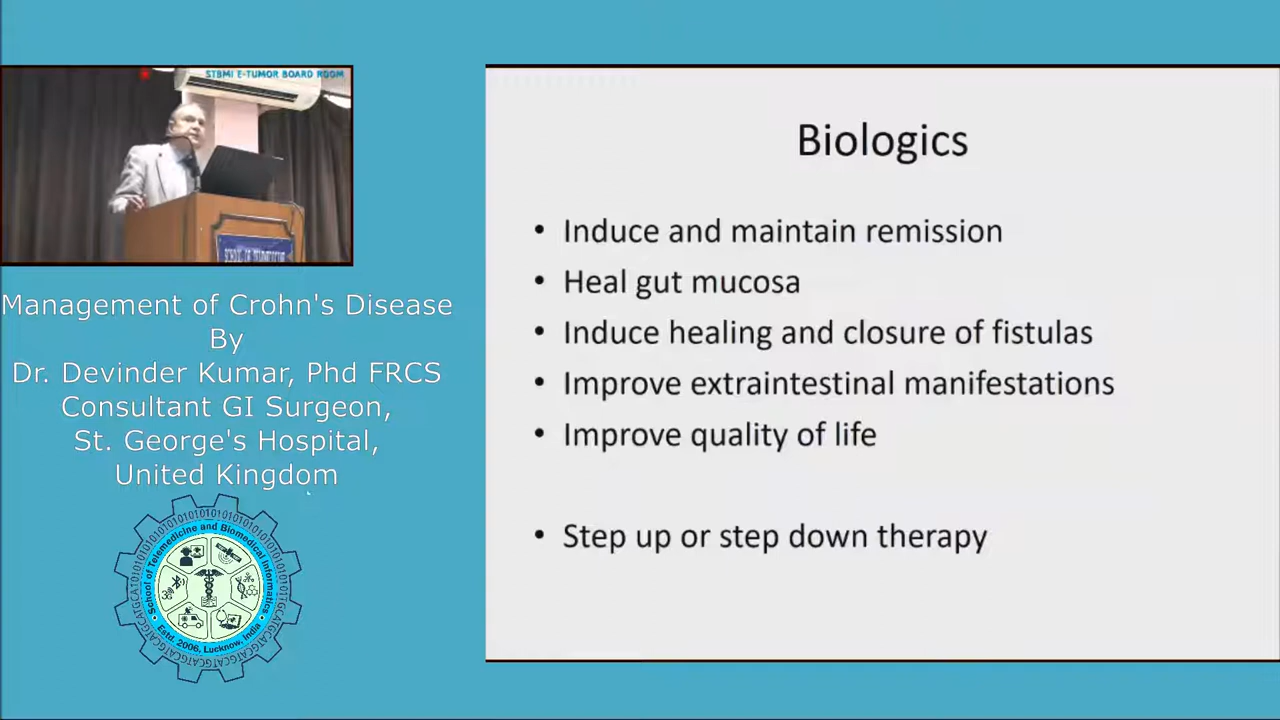 STBMI E-TUMOR BOARD ROOM
Management of Crohn's Disease
By
Dr. Devinder Kumar, Phd FRCS
Consultant GI Surgeon,
St. George's Hospital,
United Kingdom
School of Telemedicine and Biomedical Informatics
Estd. 2006, Lucknow, India
Biologics
• Induce and maintain remission
• Heal gut mucosa
• Induce healing and closure of fistulas
• Improve extraintestinal manifestations
• Improve quality of life
• Step up or step down therapy